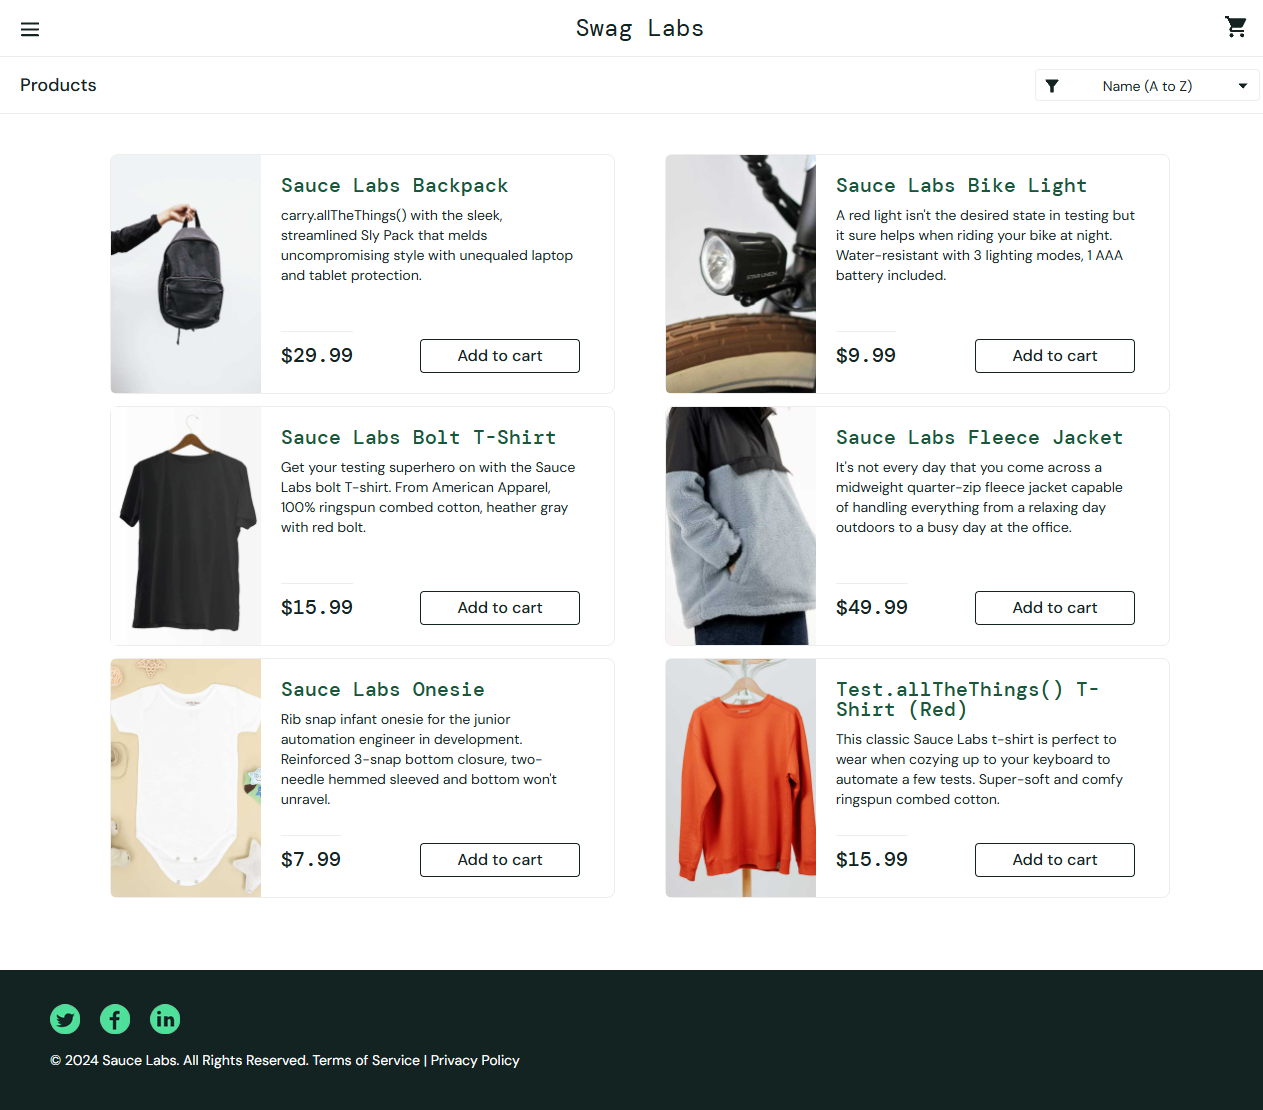 Swag Labs
Products
Name (A to Z)
Sauce Labs Backpack
carry.allTheThings() with the sleek,
streamlined Sly Pack that melds
uncompromising style with unequaled laptop
and tablet protection.
$29.99
Add to cart
Sauce Labs Bike Light
A red light isn't the desired state in testing but
it sure helps when riding your bike at night.
Water-resistant with 3 lighting modes, 1 AAA
battery included.
$9.99
Add to cart
Sauce Labs Bolt T-Shirt
Get your testing superhero on with the Sauce
Labs bolt T-shirt. From American Apparel,
100% ringspun combed cotton, heather gray
with red bolt.
$15.99
Add to cart
Sauce Labs Fleece Jacket
It's not every day that you come across a
midweight quarter-zip fleece jacket capable
of handling everything from a relaxing day
outdoors to a busy day at the office.
$49.99
Add to cart
Sauce Labs Onesie
Rib snap infant onesie for the junior
automation engineer in development.
Reinforced 3-snap bottom closure, two-
needle hemmed sleeved and bottom won't
unravel.
$7.99
Add to cart
Test.allTheThings() T-
Shirt (Red)
This classic Sauce Labs t-shirt is perfect to
wear when cozying up to your keyboard to
automate a few tests. Super-soft and comfy
ringspun combed cotton.
$15.99
Add to cart
© 2024 Sauce Labs. All Rights Reserved. Terms of Service | Privacy Policy